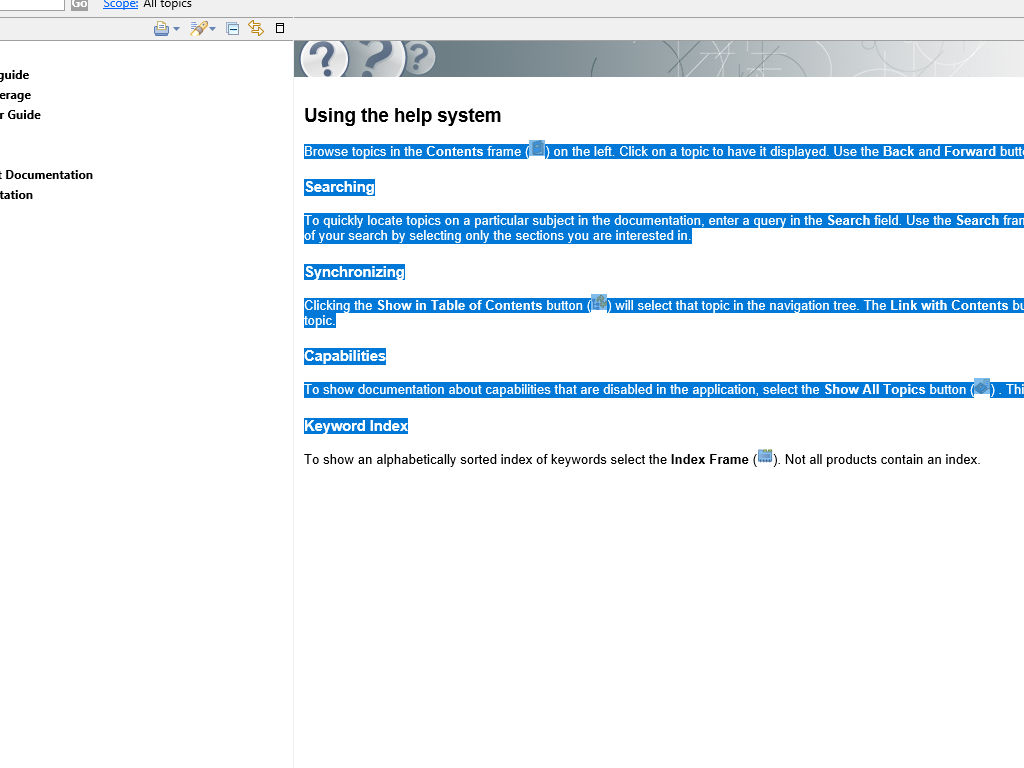 Go Scope: All topics
guide
erage
r Guide
t Documentation
tation
Using the help system
Browse topics in the Contents frame ( ) on the left. Click on a topic to have it displayed. Use the Back and Forward butt
Searching
To quickly locate topics on a particular subject in the documentation, enter a query in the Search field. Use the Search fra
of your search by selecting only the sections you are interested in.
Synchronizing
Clicking the Show in Table of Contents button ( ) will select that topic in the navigation tree. The Link with Contents bu
topic.
Capabilities
To show documentation about capabilities that are disabled in the application, select the Show All Topics button ( ) . Thi
Keyword Index
To show an alphabetically sorted index of keywords select the Index Frame ( ). Not all products contain an index.